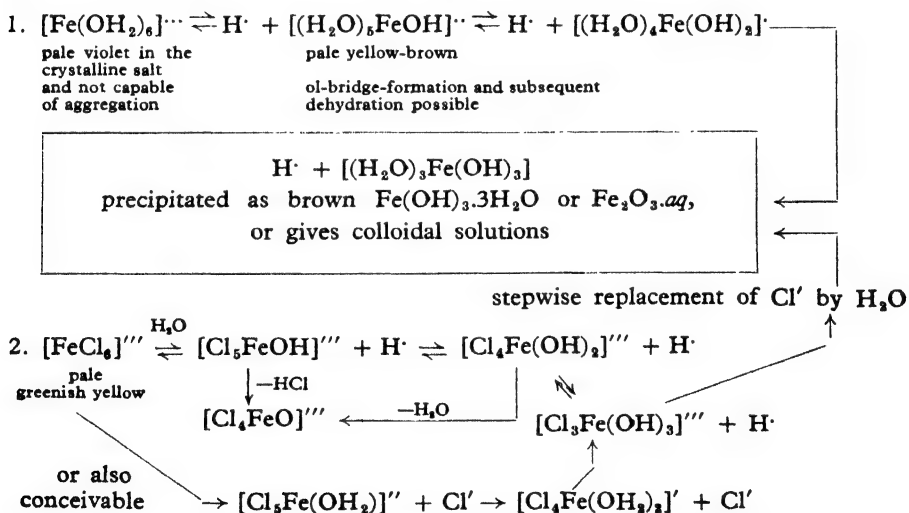 1. [Fe(OH₂)₆]··· ⇌ H· + [(H₂O)₅FeOH]·· ⇌ H· + [(H₂O)₄Fe(OH)₂]·
pale violet in the pale yellow-brown
crystalline salt
and not capable ol-bridge-formation and subsequent
of aggregation dehydration possible
H· + [(H₂O)₃Fe(OH)₃]
precipitated as brown Fe(OH)₃.3H₂O or Fe₂O₃.aq,
or gives colloidal solutions
stepwise replacement of Cl′ by H₂O
H₂O
2. [FeCl₆]′′′ ⇌ [Cl₅FeOH]′′′ + H· ⇌ [Cl₄Fe(OH)₂]′′′ + H·
pale
greenish yellow
↓—HCl
[Cl₄FeO]′′′ ← —H₂O
⇌
[Cl₃Fe(OH)₃]′′′ + H·
or also
conceivable → [Cl₅Fe(OH₂)]′′ + Cl′ → [Cl₄Fe(OH₂)₂]′ + Cl′